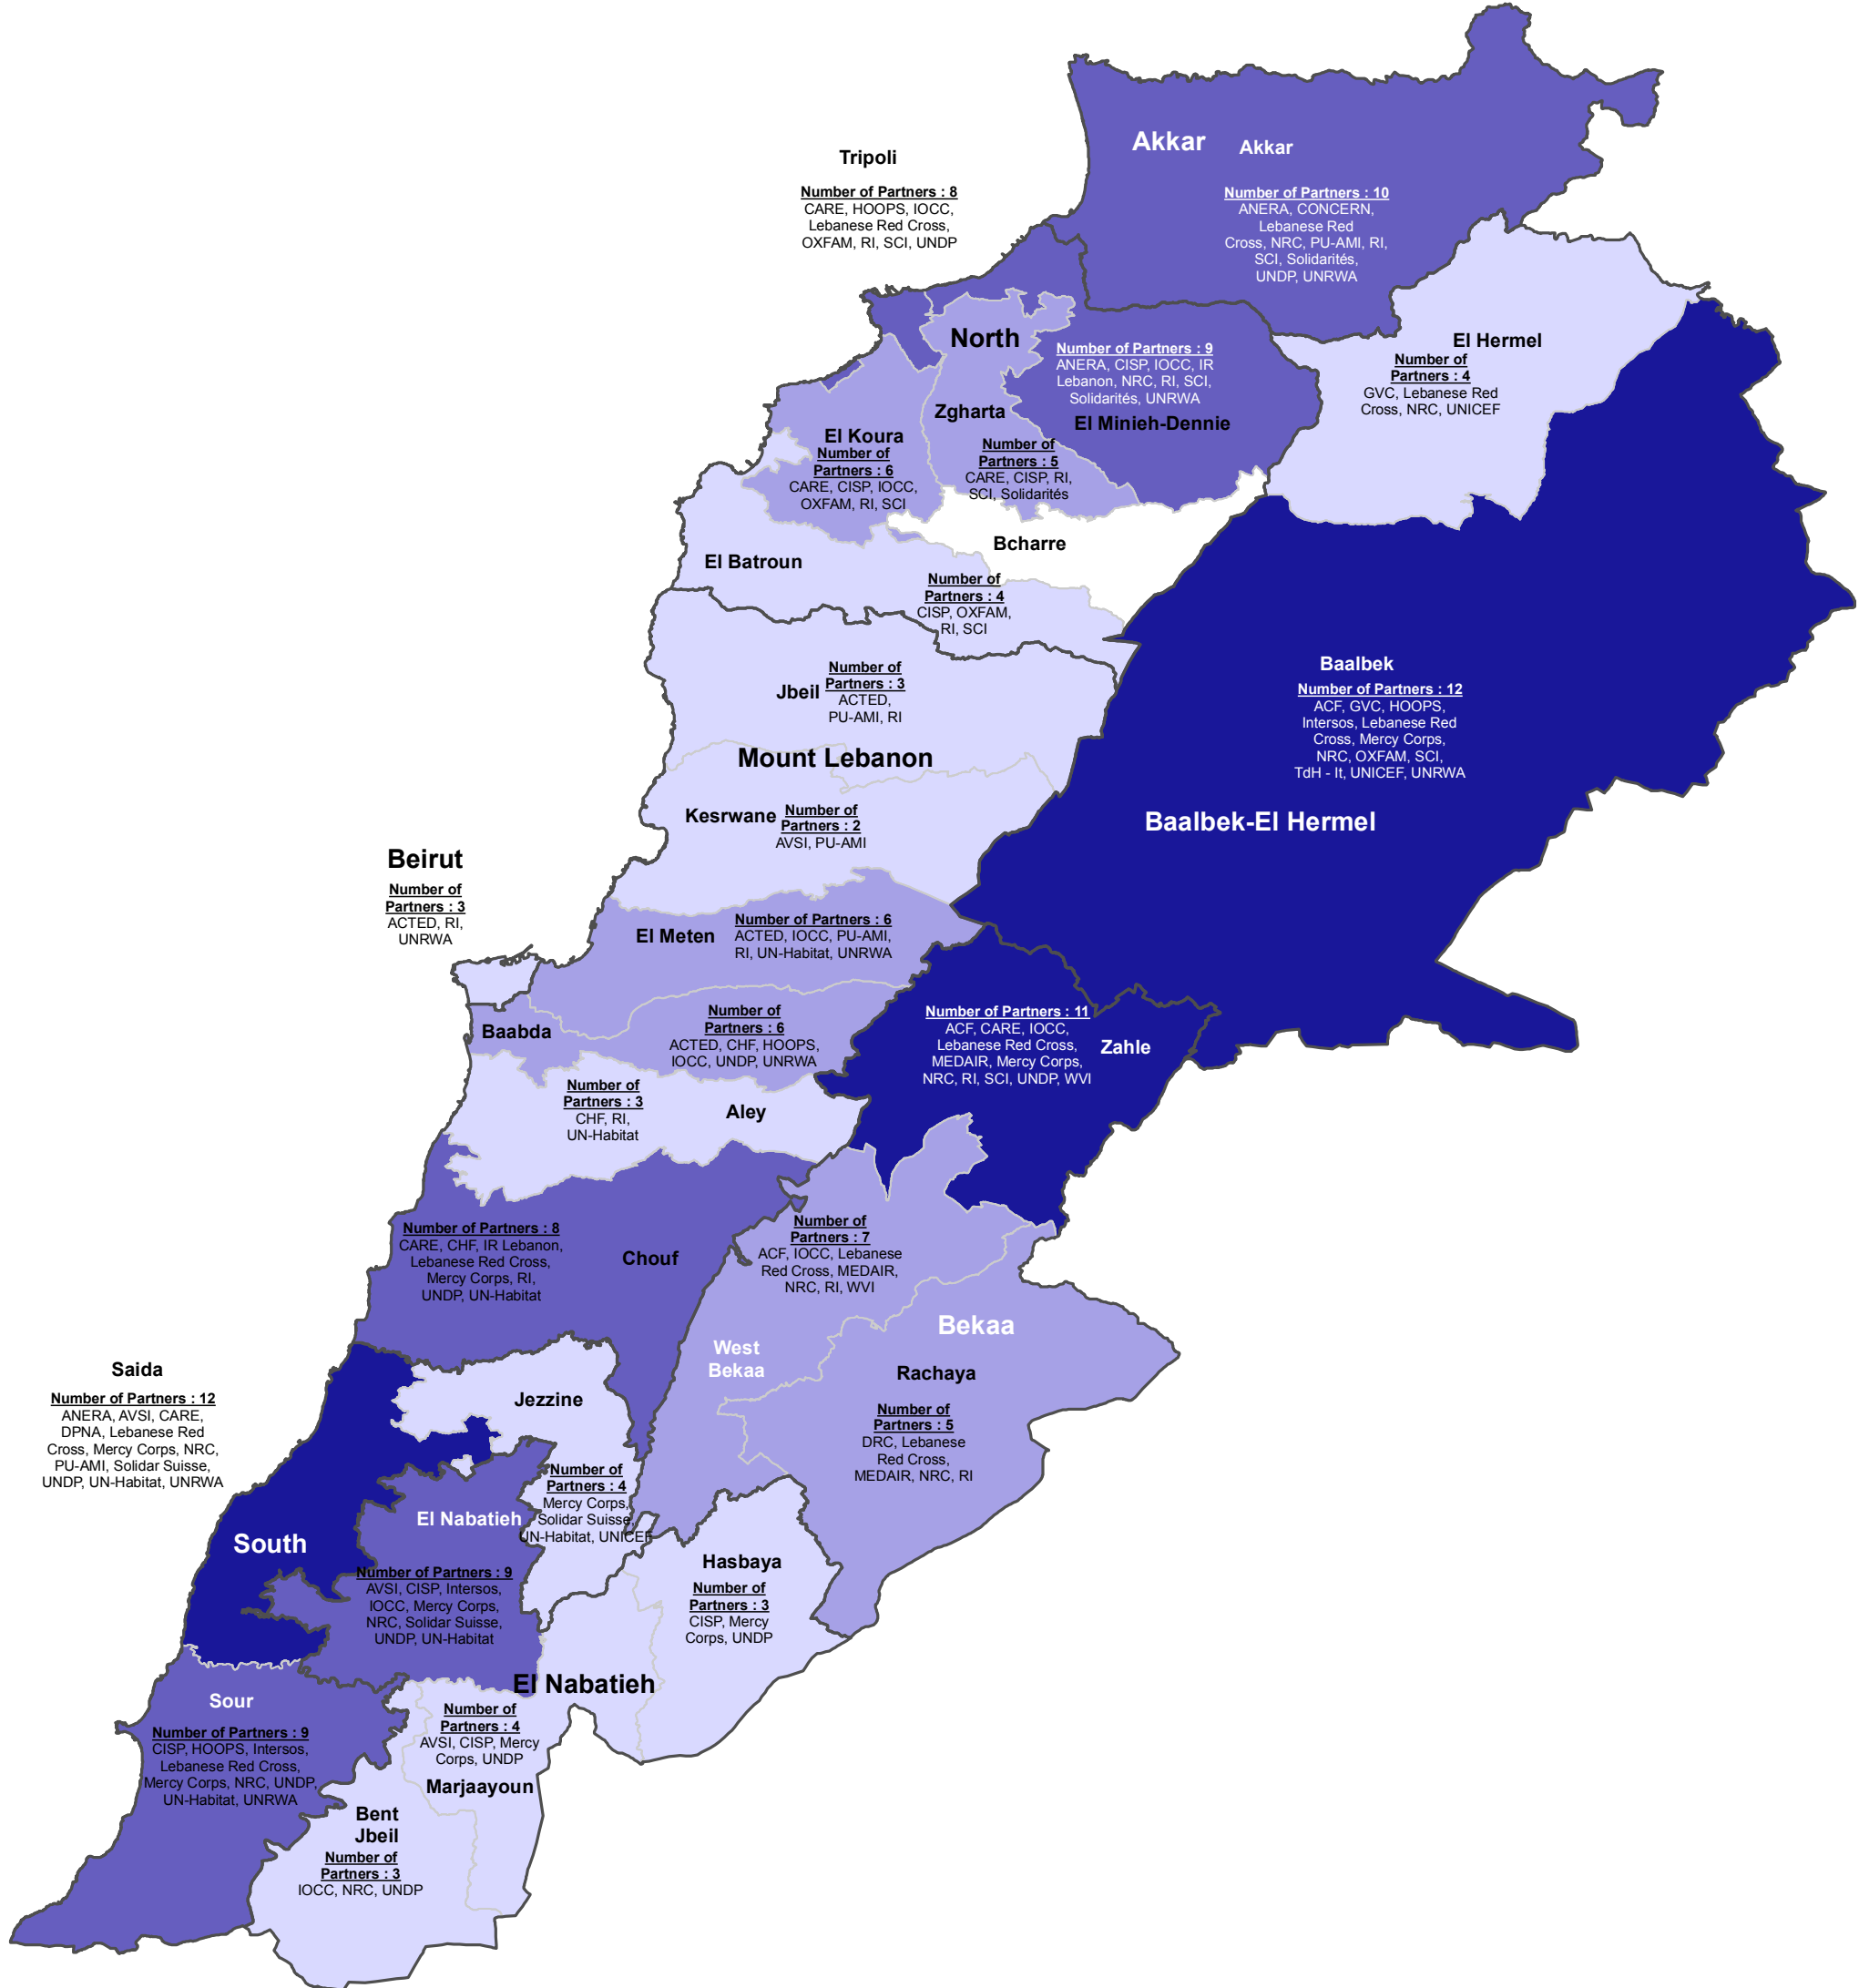 Akkar
Akkar
Number of Partners : 10
ANERA, CONCERN,
Lebanese Red
Cross, NRC, PU-AMI, RI,
SCI, Solidarités,
UNDP, UNRWA
Tripoli
Number of Partners : 8
CARE, HOOPS, IOCC,
Lebanese Red Cross,
OXFAM, RI, SCI, UNDP
North
Number of Partners : 9
ANERA, CISP, IOCC, IR
Lebanon, NRC, RI, SCI,
Solidarités, UNRWA
El Minieh-Dennie
El Hermel
Number of
Partners : 4
GVC, Lebanese Red
Cross, NRC, UNICEF
Zgharta
Number of
Partners : 5
CARE, CISP, RI,
SCI, Solidarités
El Koura
Number of
Partners : 6
CARE, CISP, IOCC,
OXFAM, RI, SCI
Bcharre
El Batroun
Number of
Partners : 4
CISP, OXFAM,
RI, SCI
Baalbek
Number of Partners : 12
ACF, GVC, HOOPS,
Intersos, Lebanese Red
Cross, Mercy Corps,
NRC, OXFAM, SCI,
TdH - It, UNICEF, UNRWA
Baalbek-El Hermel
Jbeil
Number of
Partners : 3
ACTED,
PU-AMI, RI
Mount Lebanon
Kesrwane
Number of
Partners : 2
AVSI, PU-AMI
Beirut
Number of
Partners : 3
ACTED, RI,
UNRWA
El Meten
Number of Partners : 6
ACTED, IOCC, PU-AMI,
RI, UN-Habitat, UNRWA
Baabda
Number of
Partners : 6
ACTED, CHF, HOOPS,
IOCC, UNDP, UNRWA
Number of Partners : 11
ACF, CARE, IOCC,
Lebanese Red Cross,
MEDAIR, Mercy Corps,
NRC, RI, SCI, UNDP, WVI
Zahle
Number of
Partners : 3
CHF, RI,
UN-Habitat
Aley
Number of Partners : 8
CARE, CHF, IR Lebanon,
Lebanese Red Cross,
Mercy Corps, RI,
UNDP, UN-Habitat
Chouf
Number of
Partners : 7
ACF, IOCC, Lebanese
Red Cross, MEDAIR,
NRC, RI, WVI
West
Bekaa
Bekaa
Rachaya
Number of
Partners : 5
DRC, Lebanese
Red Cross,
MEDAIR, NRC, RI
Saida
Number of Partners : 12
ANERA, AVSI, CARE,
DPNA, Lebanese Red
Cross, Mercy Corps, NRC,
PU-AMI, Solidar Suisse,
UNDP, UN-Habitat, UNRWA
Jezzine
Number of
Partners : 4
Mercy Corps,
Solidar Suisse,
UN-Habitat, UNICEF
South
El Nabatieh
Number of Partners : 9
AVSI, CISP, Intersos,
IOCC, Mercy Corps,
NRC, Solidar Suisse,
UNDP, UN-Habitat
Hasbaya
Number of
Partners : 3
CISP, Mercy
Corps, UNDP
El Nabatieh
Sour
Number of Partners : 9
CISP, HOOPS, Intersos,
Lebanese Red Cross,
Mercy Corps, NRC, UNDP,
UN-Habitat, UNRWA
Number of
Partners : 4
AVSI, CISP, Mercy
Corps, UNDP
Marjaayoun
Bent
Jbeil
Number of
Partners : 3
IOCC, NRC, UNDP